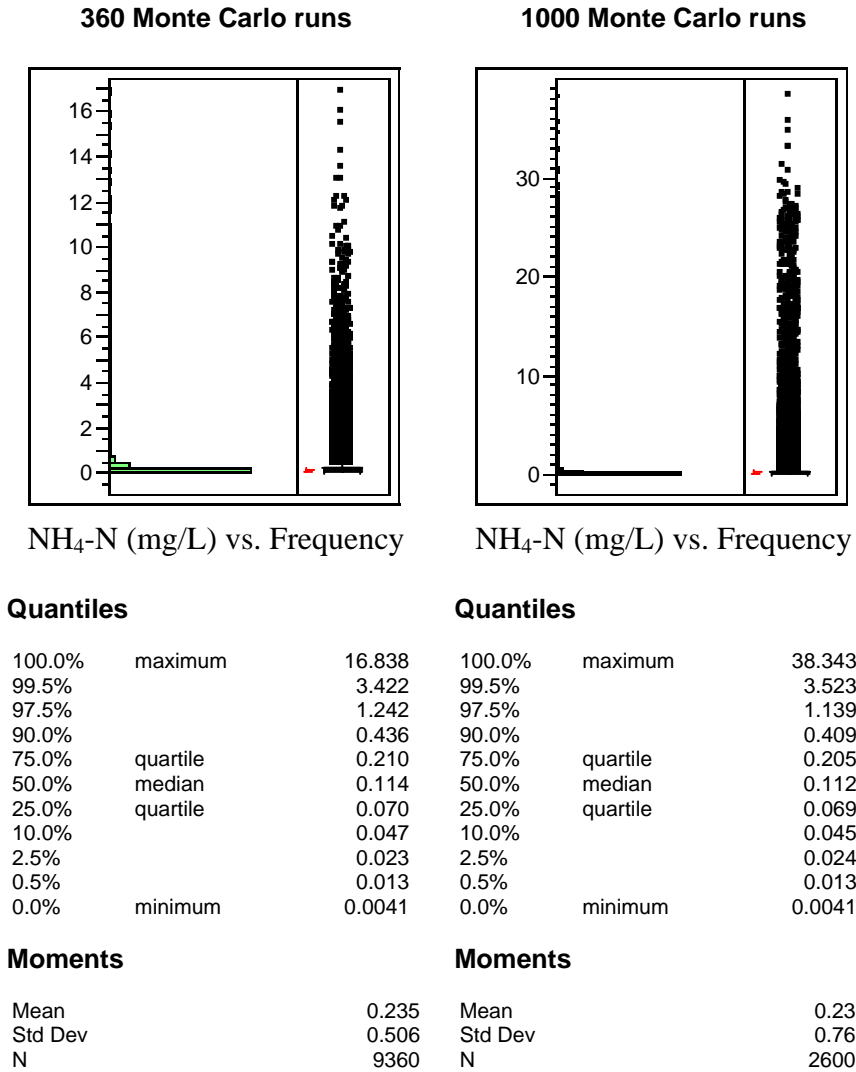 360 Monte Carlo runs
1000 Monte Carlo runs
16
14
12
10
8
6
4
2
0
30
20
10
0
NH₄-N (mg/L) vs. Frequency
NH₄-N (mg/L) vs. Frequency
Quantiles
100.0% maximum 16.838
99.5% 3.422
97.5% 1.242
90.0% 0.436
75.0% quartile 0.210
50.0% median 0.114
25.0% quartile 0.070
10.0% 0.047
2.5% 0.023
0.5% 0.013
0.0% minimum 0.0041
Moments
Mean 0.235
Std Dev 0.506
N 9360
Quantiles
100.0% maximum 38.343
99.5% 3.523
97.5% 1.139
90.0% 0.409
75.0% quartile 0.205
50.0% median 0.112
25.0% quartile 0.069
10.0% 0.045
2.5% 0.024
0.5% 0.013
0.0% minimum 0.0041
Moments
Mean 0.23
Std Dev 0.76
N 2600